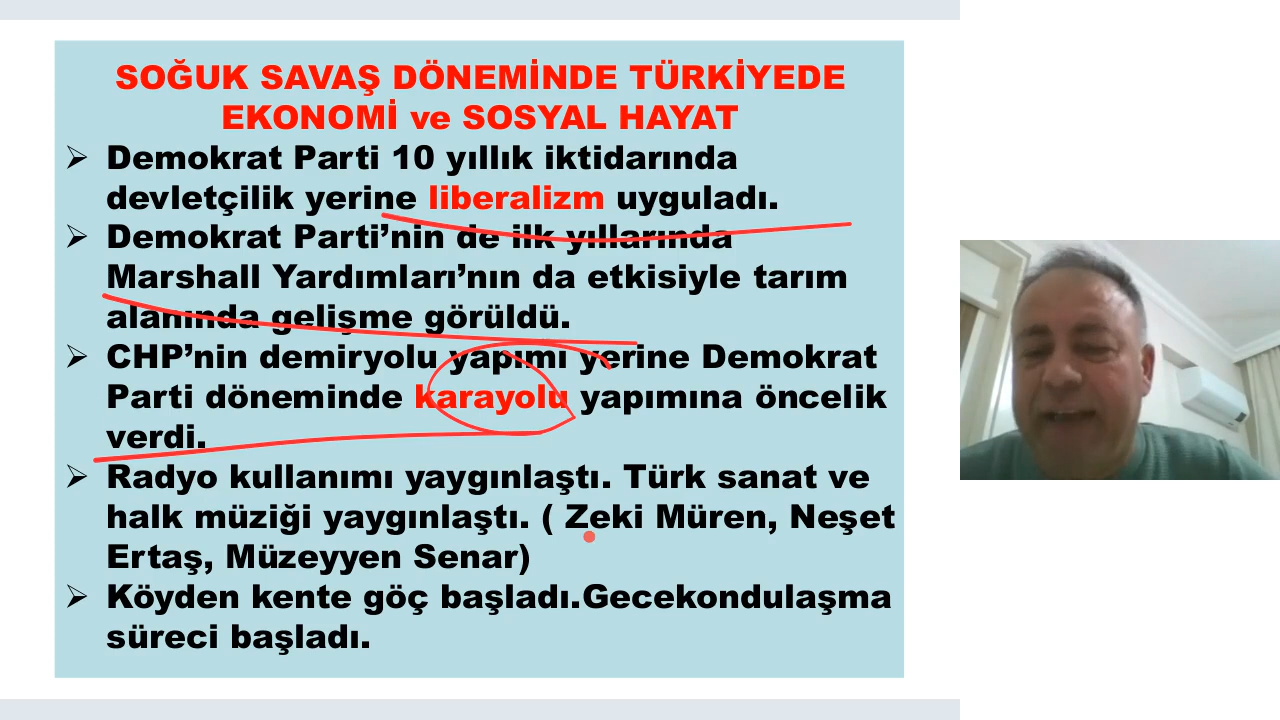 SOĞUK SAVAŞ DÖNEMİNDE TÜRKİYEDE
EKONOMİ ve SOSYAL HAYAT
Demokrat Parti 10 yıllık iktidarında
devletçilik yerine liberalizm uyguladı.
Demokrat Parti’nin de ilk yıllarında
Marshall Yardımları’nın da etkisiyle tarım
alanında gelişme görüldü.
CHP’nin demiryolu yapımı yerine Demokrat
Parti döneminde karayolu yapımına öncelik
verdi.
Radyo kullanımı yaygınlaştı. Türk sanat ve
halk müziği yaygınlaştı. ( Zeki Müren, Neşet
Ertaş, Müzeyyen Senar)
Köyden kente göç başladı.Gecekondulaşma
süreci başladı.